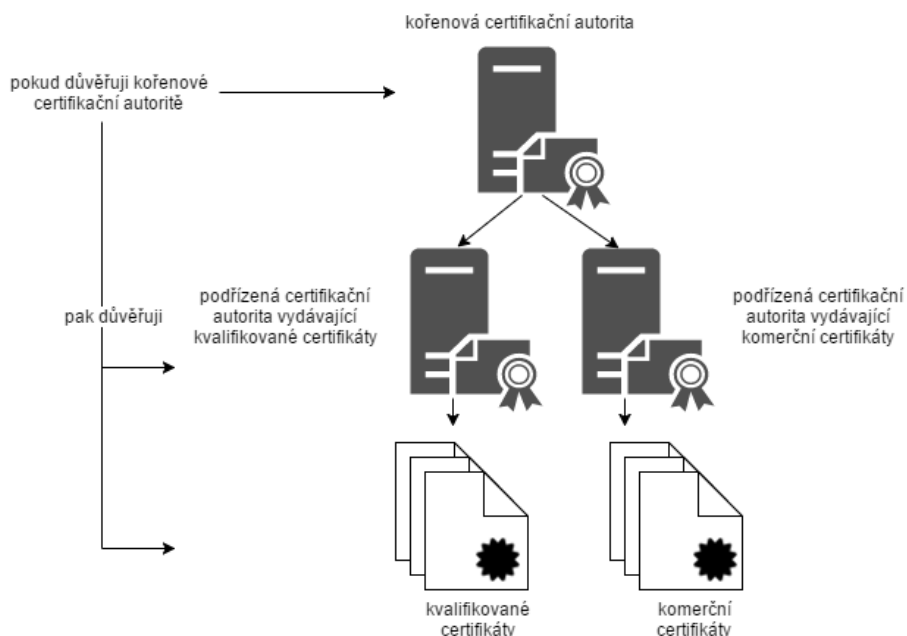 kořenová certifikační autorita
pokud důvěřuji kořenové
certifikační autoritě
pak důvěřuji
podřízená certifikační
autorita vydávající
kvalifikované certifikáty
podřízená certifikační
autorita vydávající
komerční certifikáty
kvalifikované
certifikáty
komerční
certifikáty